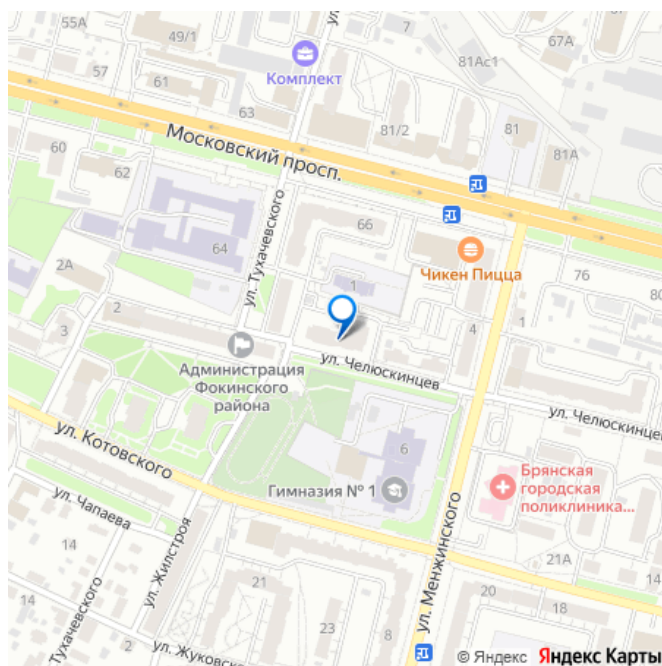 55А
49/1
ул.
67А
Комплект
81Ас1
57
61
63
81/2
81
81А
Московский просп.
60
62
66
64
ул. Тухачевского
Чикен Пицца
2А
1
76
80
2
3
4
1
Администрация
Фокинского
района
ул. Челюскинцев
ул. Челюскинцев
ул. Котовского
6
Гимназия № 1
Брянская
городская
поликлиника...
ул. Чапаева
ул. Жилстроя
ул. Менжинского
14
14
Тухачевского
21
23
8
21А
20
18
ул. Жуковского
© Яндекс Яндекс Карты